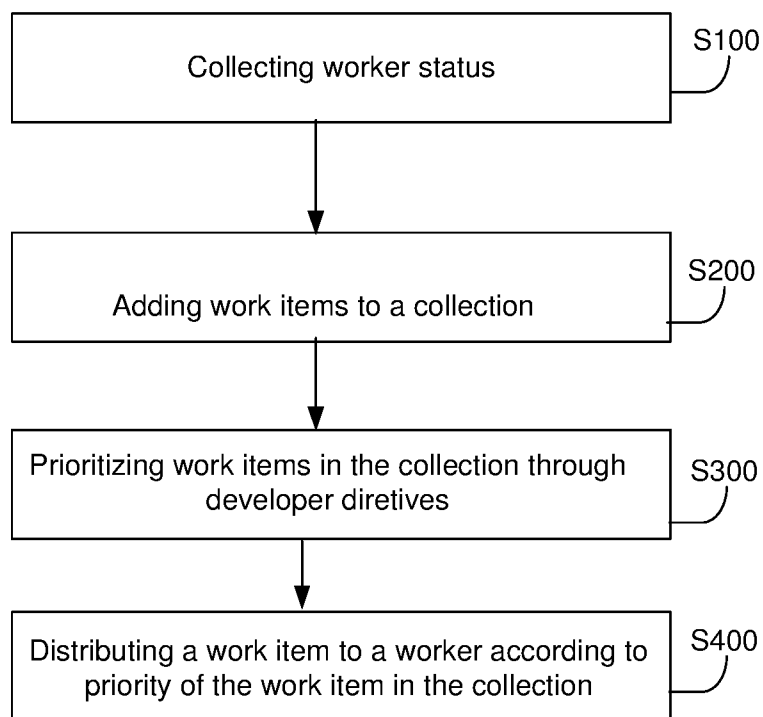 Collecting worker status
S100
Adding work items to a collection
S200
Prioritizing work items in the collection through
developer diretives
S300
Distributing a work item to a worker according to
priority of the work item in the collection
S400